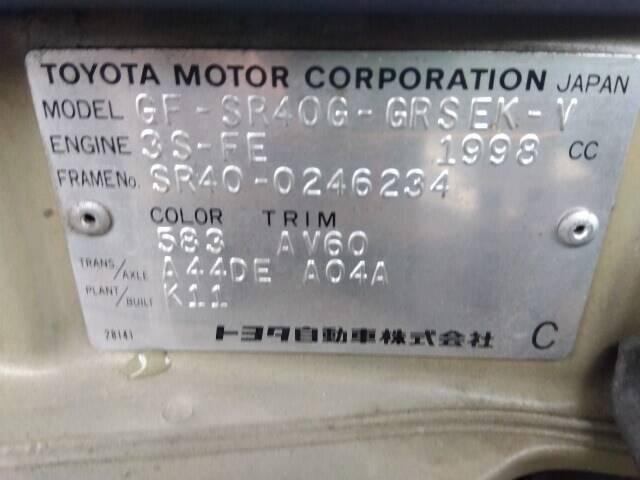 TOYOTA MOTOR CORPORATION JAPAN
MODEL GF-SR40G-GRSEK-V
ENGINE 3S-FE 1998 CC
FRAME No. SR40-0246234
COLOR TRIM
583 AV60
TRANS/AXLE A44DE A04A
PLANT/BUILT K11
28141 トヨタ自動車株式会社 C